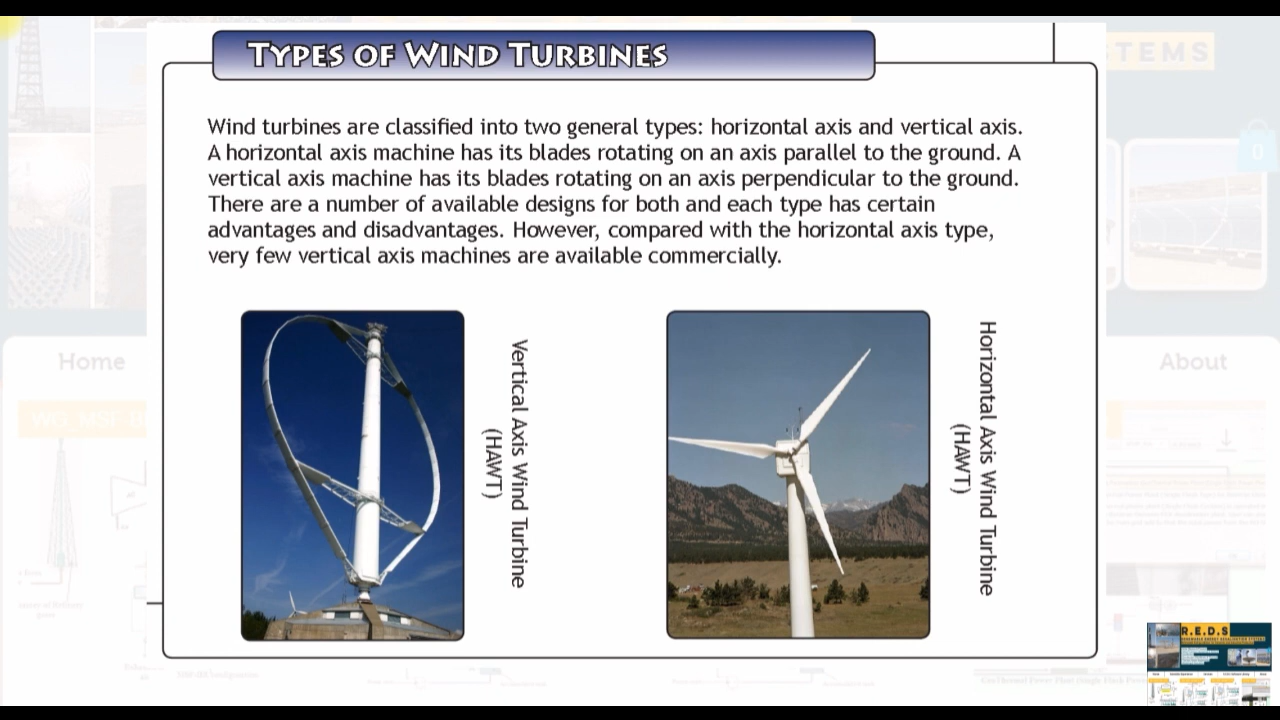 TYPES OF WIND TURBINES
Wind turbines are classified into two general types: horizontal axis and vertical axis.
A horizontal axis machine has its blades rotating on an axis parallel to the ground. A
vertical axis machine has its blades rotating on an axis perpendicular to the ground.
There are a number of available designs for both and each type has certain
advantages and disadvantages. However, compared with the horizontal axis type,
very few vertical axis machines are available commercially.
Vertical Axis Wind Turbine
(HAWT)
Horizontal Axis Wind Turbine
(HAWT)
STEMS
0
Home
About
R.E.D.S